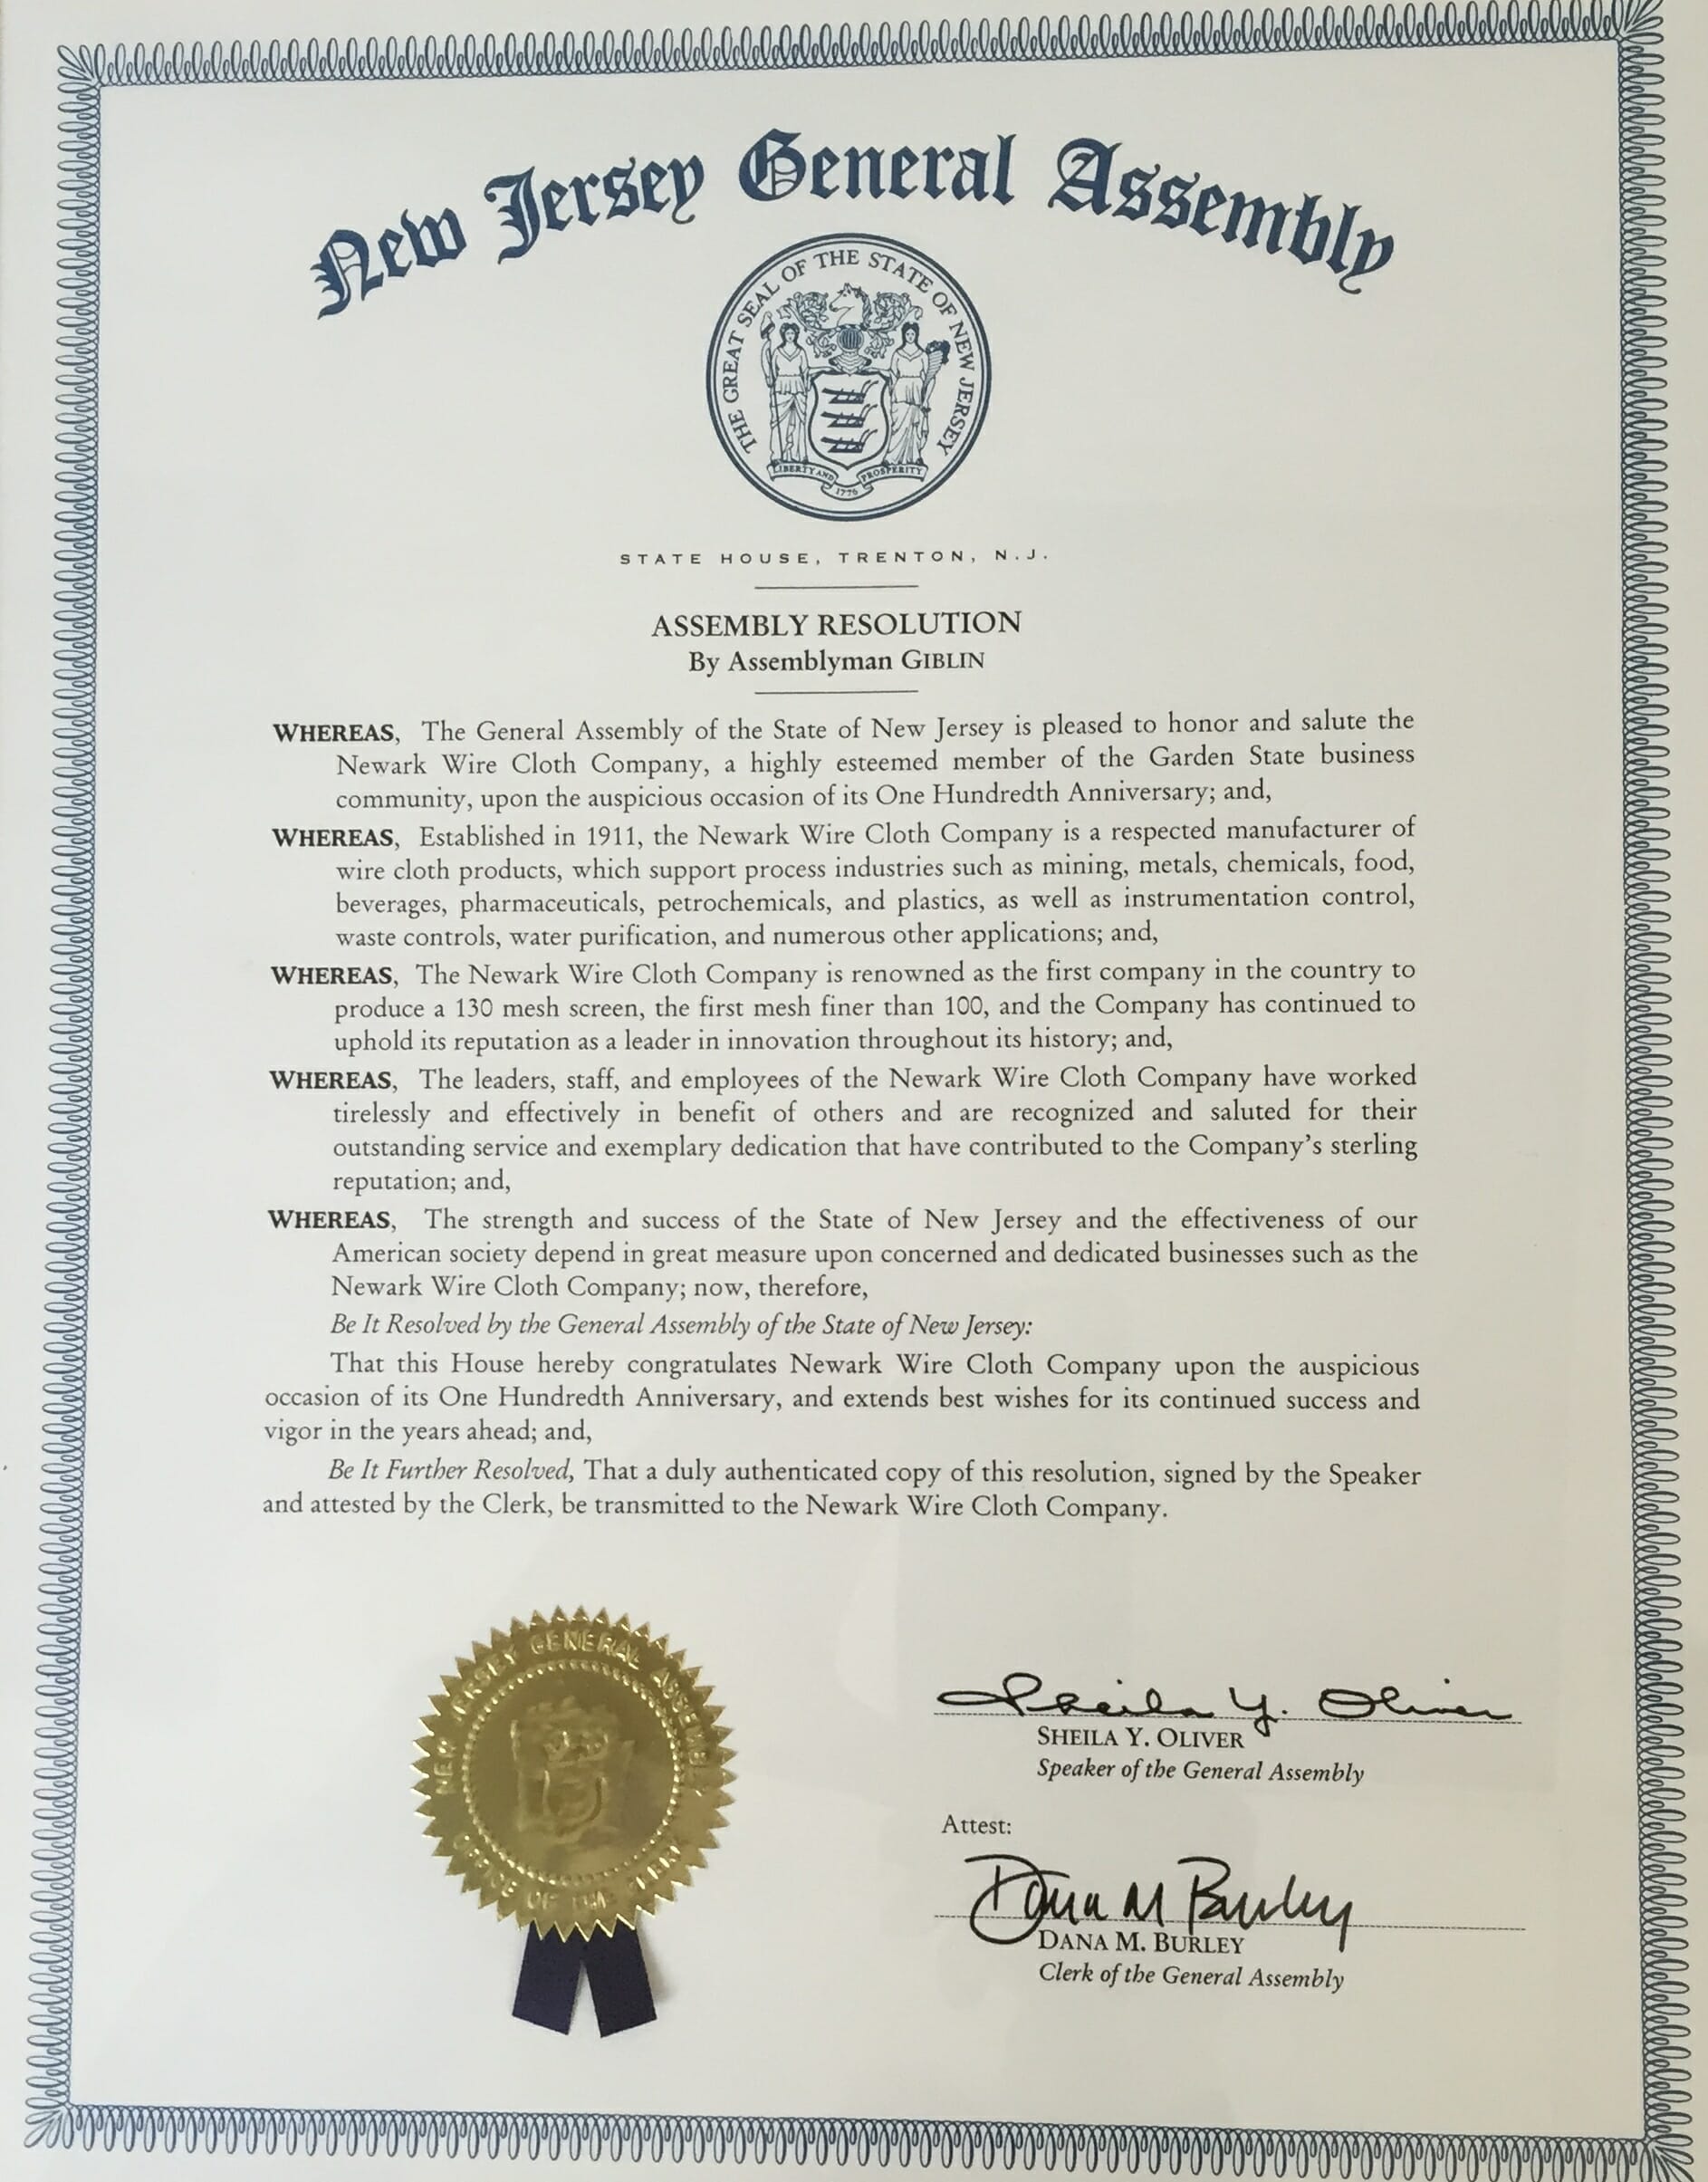 New Jersey General Assembly
THE GREAT SEAL OF THE STATE OF NEW JERSEY
LIBERTY AND PROSPERITY
1776
STATE HOUSE, TRENTON, N.J.
ASSEMBLY RESOLUTION
By Assemblyman GIBLIN
WHEREAS, The General Assembly of the State of New Jersey is pleased to honor and salute the
Newark Wire Cloth Company, a highly esteemed member of the Garden State business
community, upon the auspicious occasion of its One Hundredth Anniversary; and,
WHEREAS, Established in 1911, the Newark Wire Cloth Company is a respected manufacturer of
wire cloth products, which support process industries such as mining, metals, chemicals, food,
beverages, pharmaceuticals, petrochemicals, and plastics, as well as instrumentation control,
waste controls, water purification, and numerous other applications; and,
WHEREAS, The Newark Wire Cloth Company is renowned as the first company in the country to
produce a 130 mesh screen, the first mesh finer than 100, and the Company has continued to
uphold its reputation as a leader in innovation throughout its history; and,
WHEREAS, The leaders, staff, and employees of the Newark Wire Cloth Company have worked
tirelessly and effectively in benefit of others and are recognized and saluted for their
outstanding service and exemplary dedication that have contributed to the Company's sterling
reputation; and,
WHEREAS, The strength and success of the State of New Jersey and the effectiveness of our
American society depend in great measure upon concerned and dedicated businesses such as the
Newark Wire Cloth Company; now, therefore,
Be It Resolved by the General Assembly of the State of New Jersey:
That this House hereby congratulates Newark Wire Cloth Company upon the auspicious
occasion of its One Hundredth Anniversary, and extends best wishes for its continued success and
vigor in the years ahead; and,
Be It Further Resolved, That a duly authenticated copy of this resolution, signed by the Speaker
and attested by the Clerk, be transmitted to the Newark Wire Cloth Company.
NEW JERSEY GENERAL ASSEMBLY
OFFICE OF THE
Sheila Y. Oliver
SHEILA Y. OLIVER
Speaker of the General Assembly
Attest:
Dana M Burley
DANA M. BURLEY
Clerk of the General Assembly